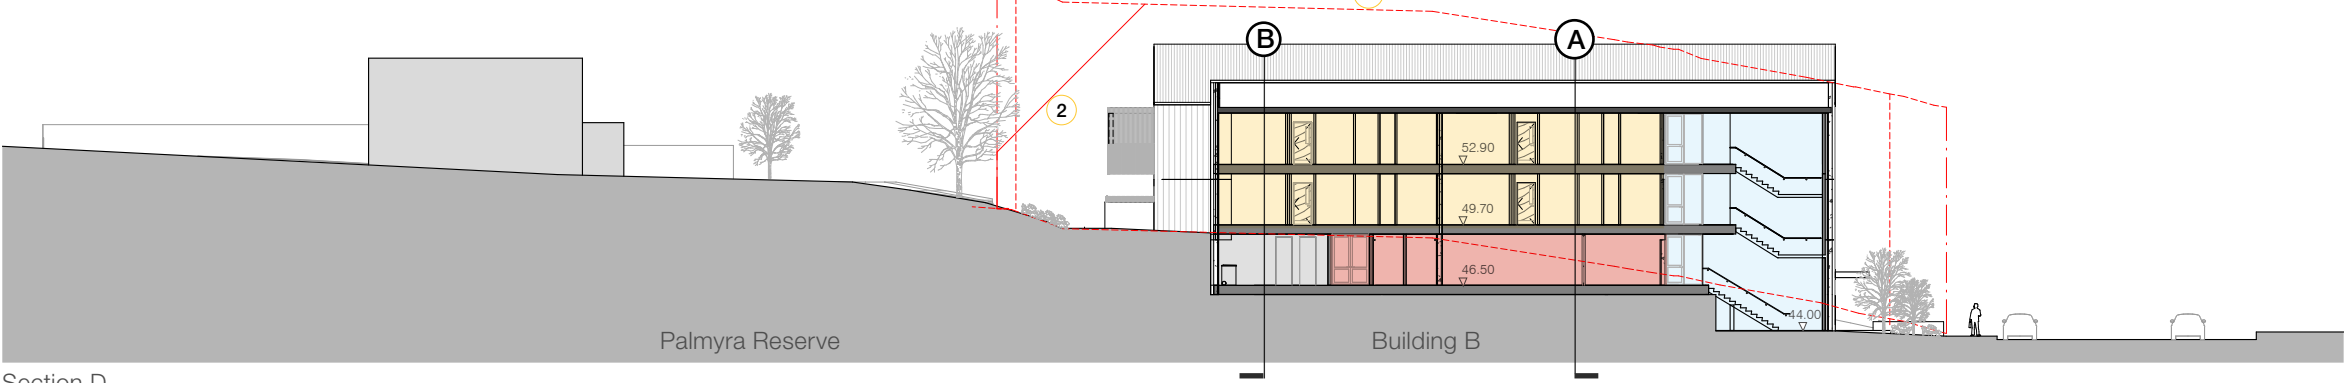 B
A
2
52.90
49.70
46.50
44.00
Palmyra Reserve
Building B
Section D